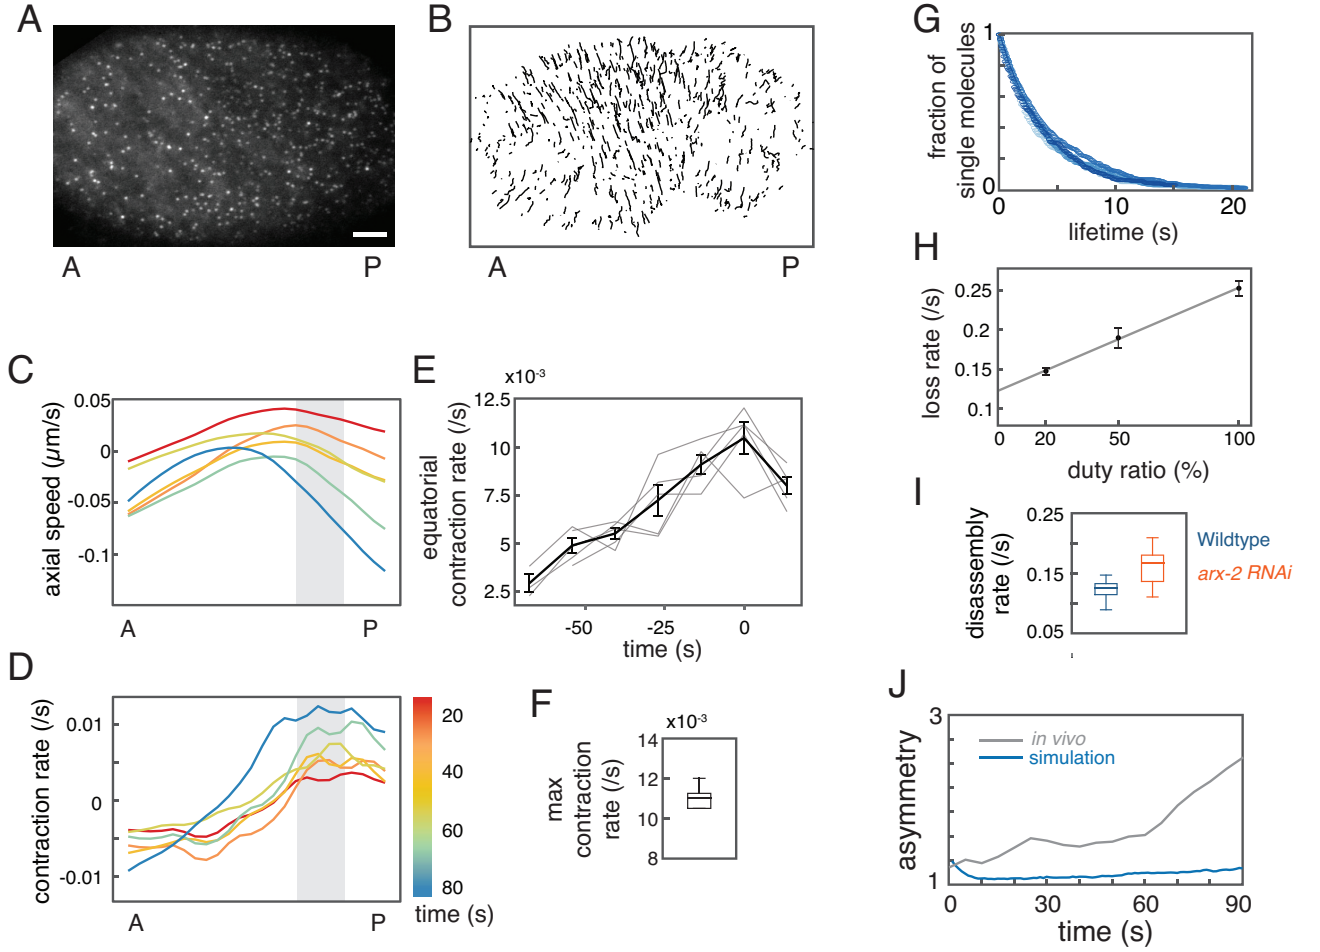 A
A P
B
A P
C
axial speed (µm/s)
0.05
0
-0.05
-0.1
A P
D
contraction rate (/s)
0.01
0
-0.01
A P
20
40
60
80
time (s)
E
x10-3
equatorial
contraction rate (/s)
12.5
10
7.5
5
2.5
-50 -25 0
time (s)
F
x10-3
max
contraction
rate (/s)
14
12
10
8
G
fraction of
single molecules
1
0
0 10 20
lifetime (s)
H
loss rate (/s)
0.25
0.2
0.15
0.1
0 20 50 100
duty ratio (%)
I
disassembly
rate (/s)
0.25
0.15
0.05
Wildtype
arx-2 RNAi
J
asymmetry
3
1
in vivo
simulation
0 30 60 90
time (s)